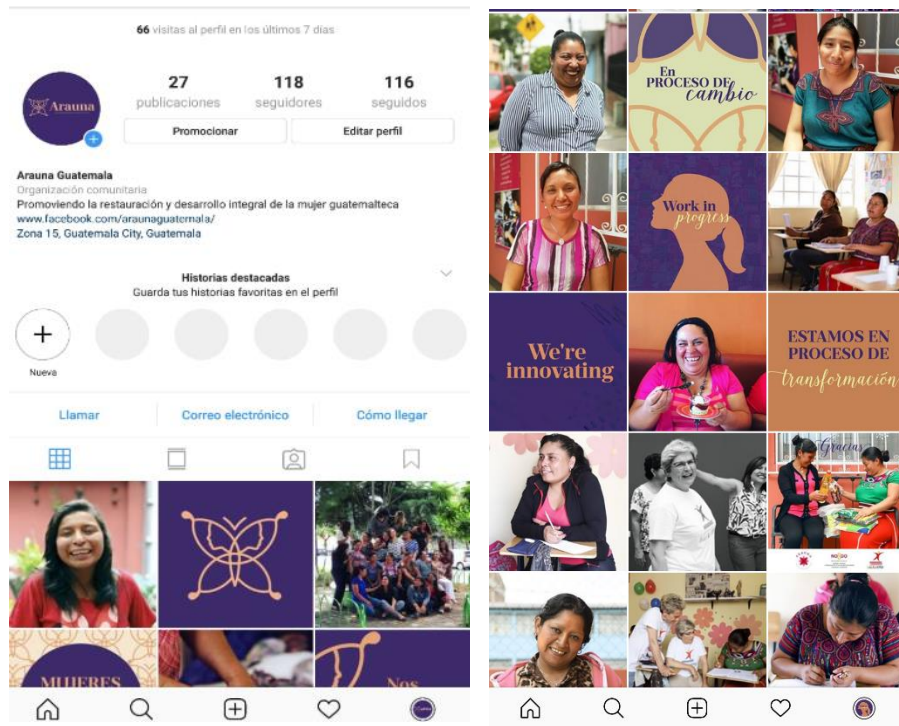 66 visitas al perfil en los últimos 7 días
Arauna
27
118
116
publicaciones
seguidores
seguidos
Promocionar
Editar perfil
Arauna Guatemala
Organización comunitaria
Promoviendo la restauración y desarrollo integral de la mujer guatemalteca
www.facebook.com/araunaguatemala/
Zona 15, Guatemala City, Guatemala
Historias destacadas
Guarda tus historias favoritas en el perfil
Nueva
Llamar
Correo electrónico
Cómo llegar
MUJERES
Nos
En
PROCESO DE
cambio
Work in
progress
We're
innovating
ESTAMOS EN
PROCESO DE
transformación
Gracias